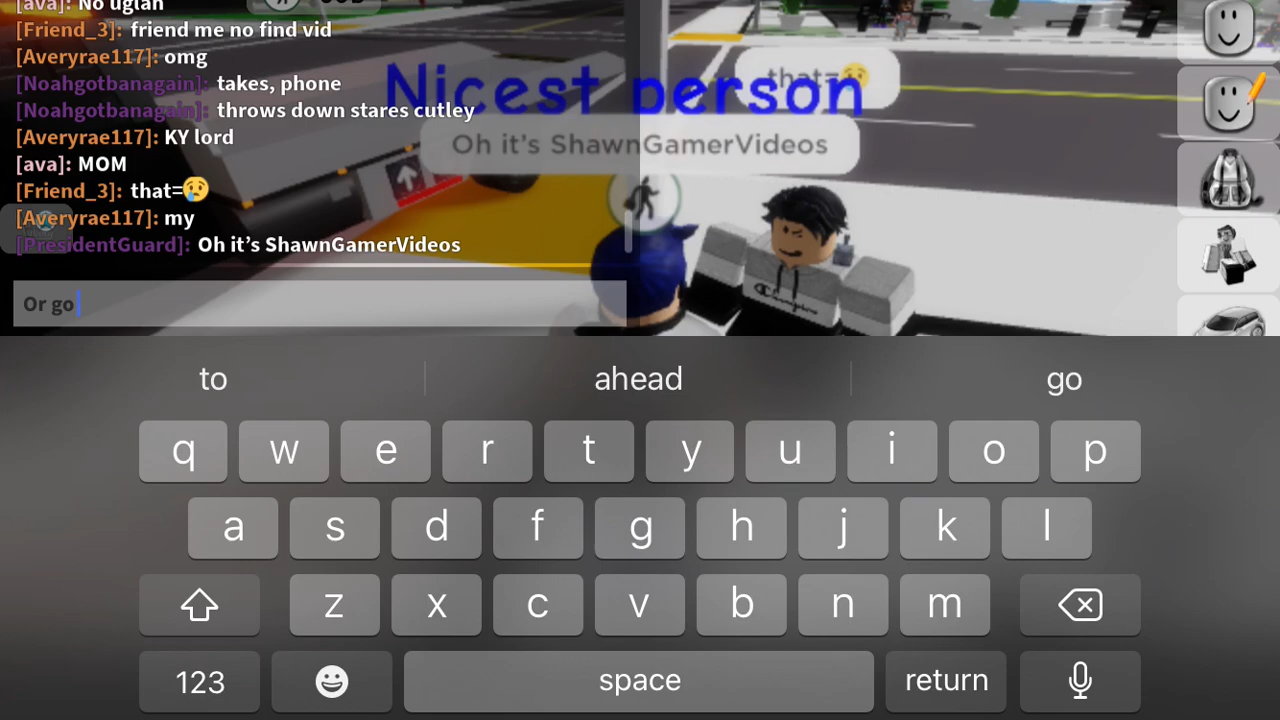 [ava]: No uglan
[Friend_3]: friend me no find vid
[Averyrae117]: omg
[Noahgotbanagain]: takes, phone
[Noahgotbanagain]: throws down stares cutley
[Averyrae117]: KY lord
[ava]: MOM
[Friend_3]: that=😢
[Averyrae117]: my
[PresidentGuard]: Oh it’s ShawnGamerVideos
Or go
that=😢
Nicest person
Oh it’s ShawnGamerVideos
Champion
to ahead go
q w e r t y u i o p
a s d f g h j k l
z x c v b n m
123 space return